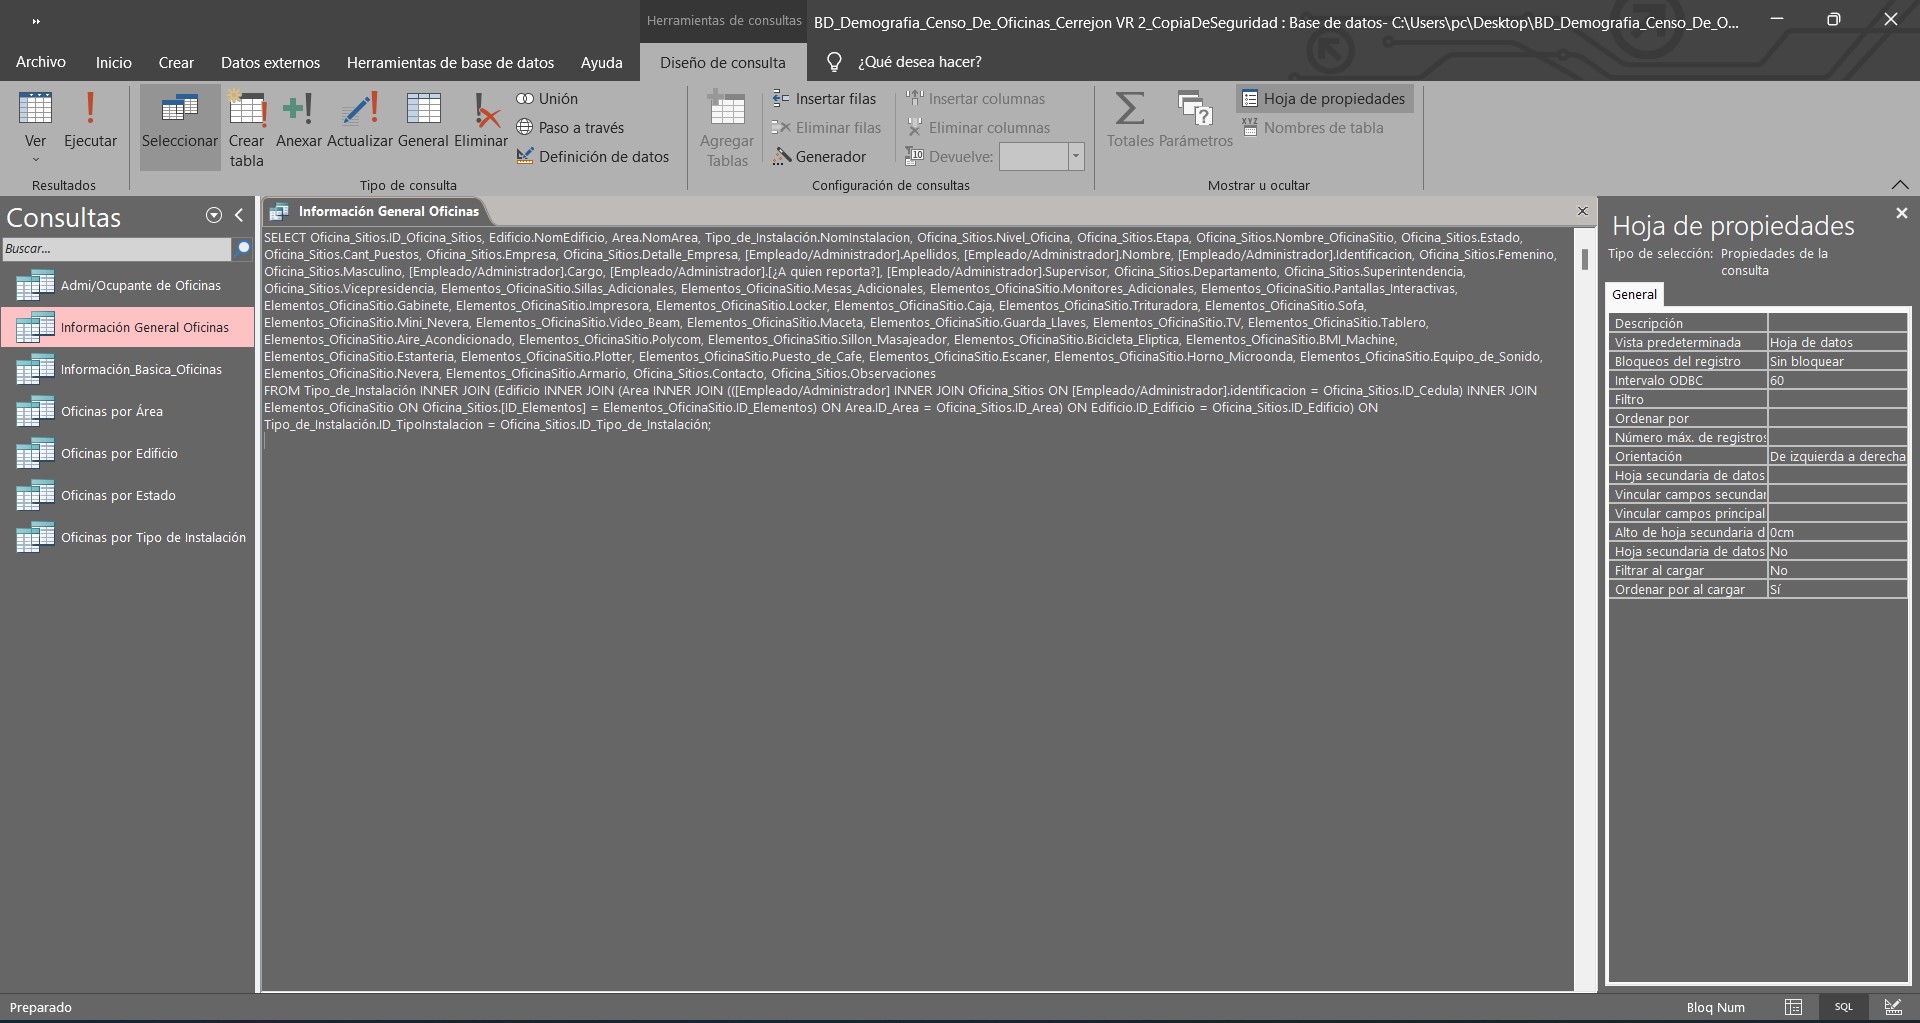 Herramientas de consultas
BD_Demografia_Censo_De_Oficinas_Cerrejon VR 2_CopiaDeSeguridad : Base de datos- C:\Users\pc\Desktop\BD_Demografia_Censo_De_O...
Archivo Inicio Crear Datos externos Herramientas de base de datos Ayuda Diseño de consulta ¿Qué desea hacer?
Ver
Ejecutar
Resultados
Seleccionar
Crear
tabla
Anexar
Actualizar
General
Eliminar
Unión
Paso a través
Definición de datos
Tipo de consulta
Agregar
Tablas
Insertar filas
Eliminar filas
Generador
Insertar columnas
Eliminar columnas
Devuelve:
Configuración de consultas
Totales
Parámetros
Hoja de propiedades
XYZ
Nombres de tabla
Mostrar u ocultar
Consultas
Buscar...
Admi/Ocupante de Oficinas
Información General Oficinas
Información_Basica_Oficinas
Oficinas por Área
Oficinas por Edificio
Oficinas por Estado
Oficinas por Tipo de Instalación
Información General Oficinas
SELECT Oficina_Sitios.ID_Oficina_Sitios, Edificio.NomEdificio, Area.NomArea, Tipo_de_Instalación.NomInstalacion, Oficina_Sitios.Nivel_Oficina, Oficina_Sitios.Etapa, Oficina_Sitios.Nombre_OficinaSitio, Oficina_Sitios.Estado,
Oficina_Sitios.Cant_Puestos, Oficina_Sitios.Empresa, Oficina_Sitios.Detalle_Empresa, [Empleado/Administrador].Apellidos, [Empleado/Administrador].Nombre, [Empleado/Administrador].Identificacion, Oficina_Sitios.Femenino,
Oficina_Sitios.Masculino, [Empleado/Administrador].Cargo, [Empleado/Administrador].[¿A quien reporta?], [Empleado/Administrador].Supervisor, Oficina_Sitios.Departamento, Oficina_Sitios.Superintendencia,
Oficina_Sitios.Vicepresidencia, Elementos_OficinaSitio.Sillas_Adicionales, Elementos_OficinaSitio.Mesas_Adicionales, Elementos_OficinaSitio.Monitores_Adicionales, Elementos_OficinaSitio.Pantallas_Interactivas,
Elementos_OficinaSitio.Gabinete, Elementos_OficinaSitio.Impresora, Elementos_OficinaSitio.Locker, Elementos_OficinaSitio.Caja, Elementos_OficinaSitio.Trituradora, Elementos_OficinaSitio.Sofa,
Elementos_OficinaSitio.Mini_Nevera, Elementos_OficinaSitio.Video_Beam, Elementos_OficinaSitio.Maceta, Elementos_OficinaSitio.Guarda_Llaves, Elementos_OficinaSitio.TV, Elementos_OficinaSitio.Tablero,
Elementos_OficinaSitio.Aire_Acondicionado, Elementos_OficinaSitio.Polycom, Elementos_OficinaSitio.Sillon_Masajeador, Elementos_OficinaSitio.Bicicleta_Eliptica, Elementos_OficinaSitio.BMI_Machine,
Elementos_OficinaSitio.Estanteria, Elementos_OficinaSitio.Plotter, Elementos_OficinaSitio.Puesto_de_Cafe, Elementos_OficinaSitio.Escaner, Elementos_OficinaSitio.Horno_Microonda, Elementos_OficinaSitio.Equipo_de_Sonido,
Elementos_OficinaSitio.Nevera, Elementos_OficinaSitio.Armario, Oficina_Sitios.Contacto, Oficina_Sitios.Observaciones
FROM Tipo_de_Instalación INNER JOIN (Edificio INNER JOIN (Area INNER JOIN (([Empleado/Administrador] INNER JOIN Oficina_Sitios ON [Empleado/Administrador].identificacion = Oficina_Sitios.ID_Cedula) INNER JOIN
Elementos_OficinaSitio ON Oficina_Sitios.[ID_Elementos] = Elementos_OficinaSitio.ID_Elementos) ON Area.ID_Area = Oficina_Sitios.ID_Area) ON Edificio.ID_Edificio = Oficina_Sitios.ID_Edificio) ON
Tipo_de_Instalación.ID_TipoInstalacion = Oficina_Sitios.ID_Tipo_de_Instalación;
Hoja de propiedades
Tipo de selección: Propiedades de la
consulta
General
Descripción
Vista predeterminada Hoja de datos
Bloqueos del registro Sin bloquear
Intervalo ODBC 60
Filtro
Ordenar por
Número máx. de registros
Orientación De izquierda a derecha
Hoja secundaria de datos
Vincular campos secundar
Vincular campos principal
Alto de hoja secundaria d 0cm
Hoja secundaria de datos No
Filtrar al cargar No
Ordenar por al cargar Sí
Preparado
Bloq Num
SQL